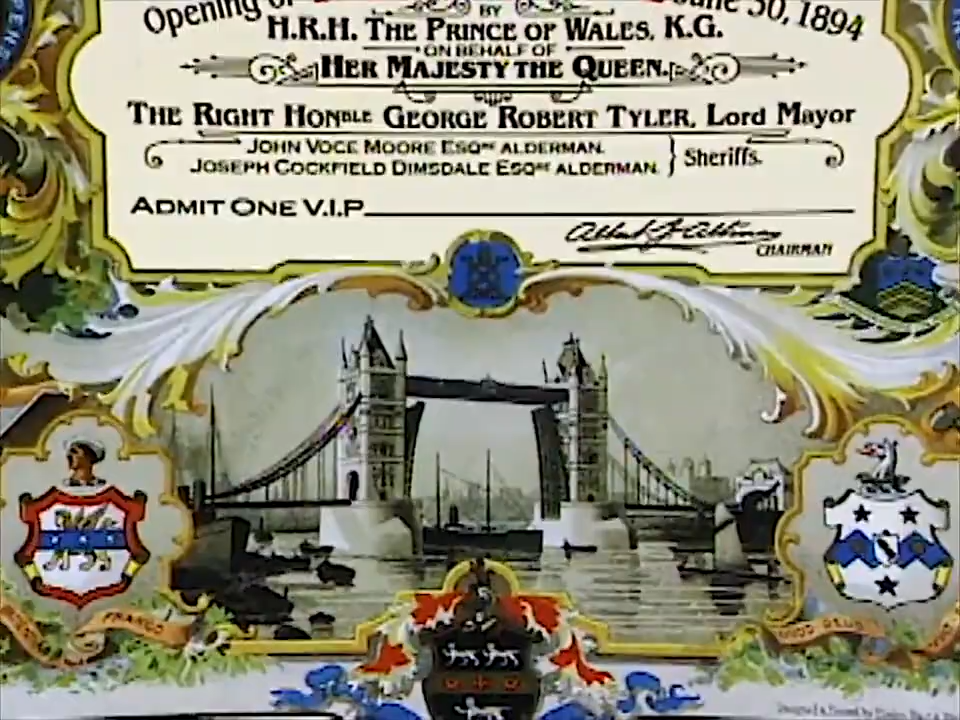 Opening of
June 30, 1894
BY
H.R.H. THE PRINCE OF WALES, K.G.
ON BEHALF OF
HER MAJESTY THE QUEEN.
THE RIGHT HONBLE GEORGE ROBERT TYLER, Lord Mayor
JOHN VOCE MOORE ESQRE ALDERMAN.
JOSEPH COCKFIELD DIMSDALE ESQRE ALDERMAN.
Sheriffs.
ADMIT ONE V.I.P.
CHAIRMAN